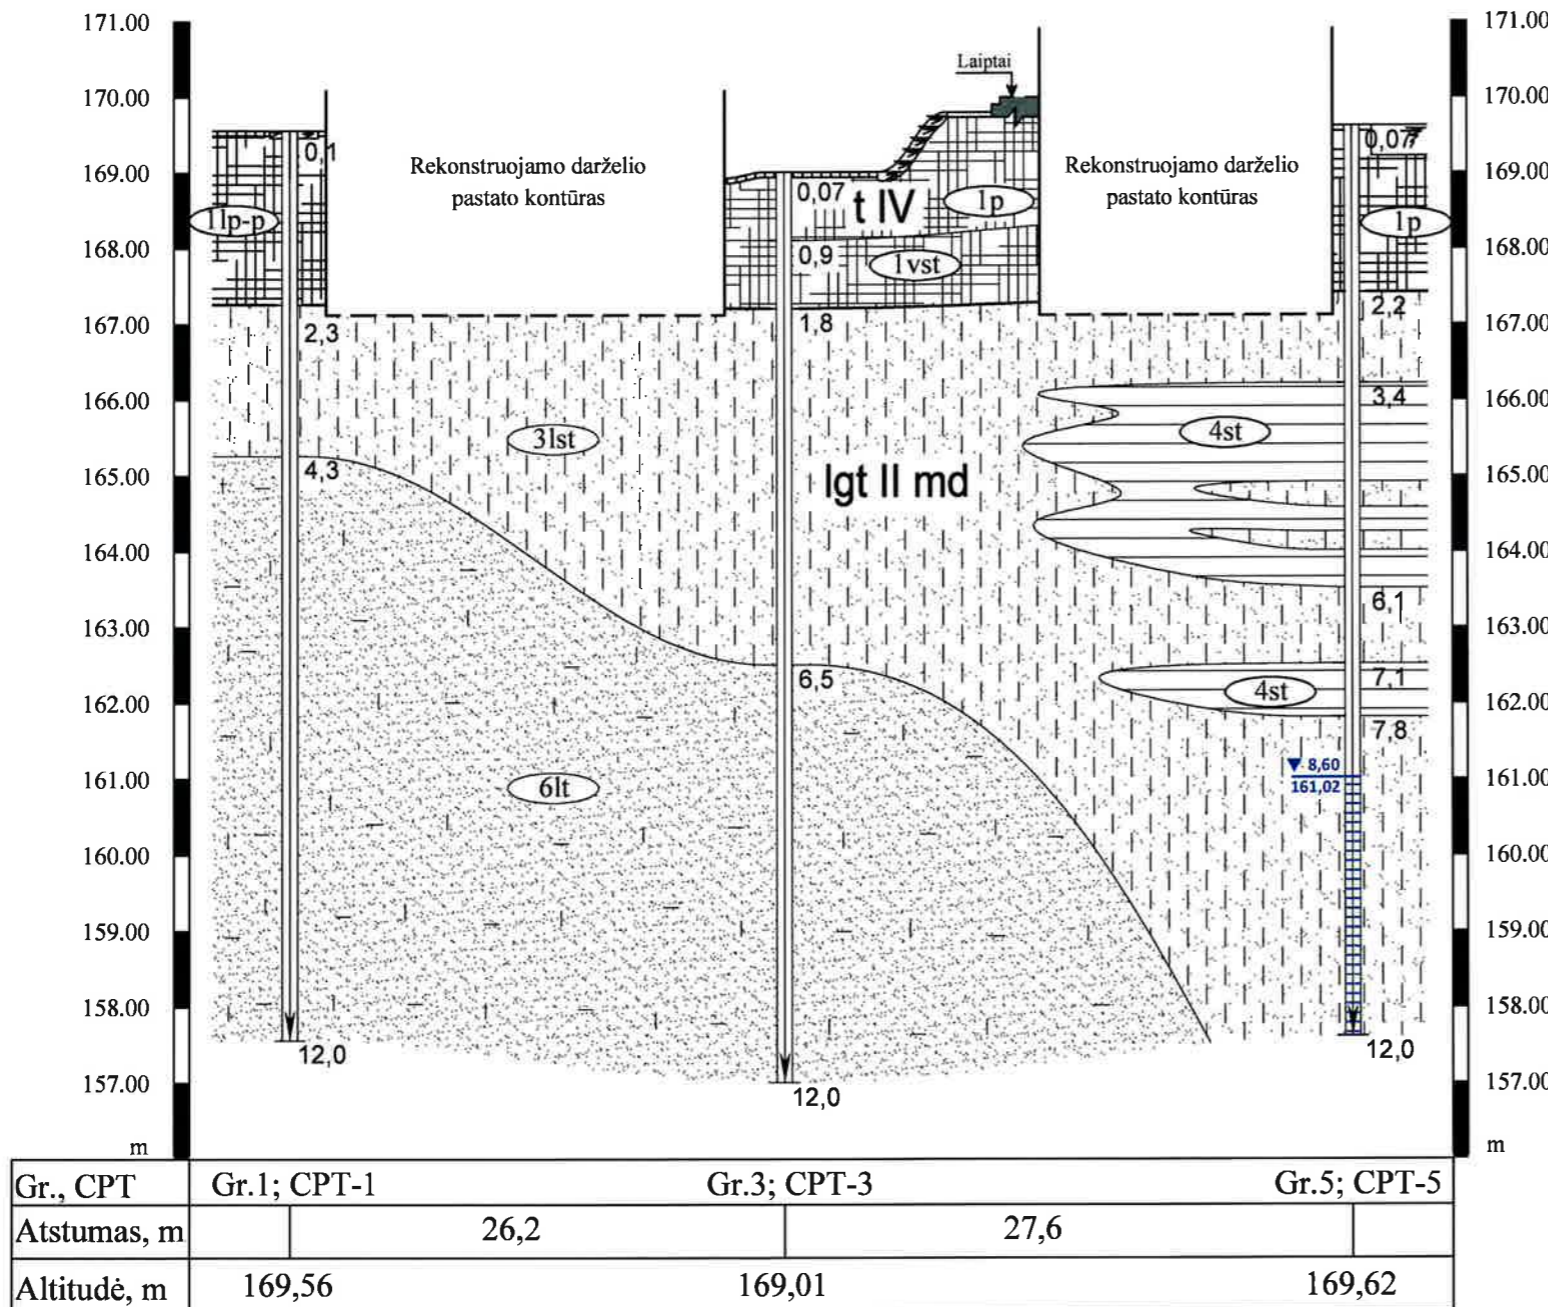 171.00
171.00
Laiptai
170.00
170.00
0,1
0,07
169.00
169.00
Rekonstruojamo darželio
pastato kontūras
Rekonstruojamo darželio
pastato kontūras
0,07
t IV
1p
1lp-p
1p
168.00
168.00
0,9
1vst
2,2
167.00
167.00
2,3
1,8
3,4
166.00
166.00
3lst
4st
4,3
lgt II md
165.00
165.00
164.00
164.00
6,1
163.00
163.00
6,5
7,1
4st
162.00
162.00
7,8
8,60
161,02
161.00
161.00
6lt
160.00
160.00
159.00
159.00
158.00
158.00
12,0
12,0
157.00
157.00
12,0
m
m
Gr., CPT Gr.1; CPT-1 Gr.3; CPT-3 Gr.5; CPT-5
Atstumas, m 26,2 27,6
Altitudė, m 169,56 169,01 169,62